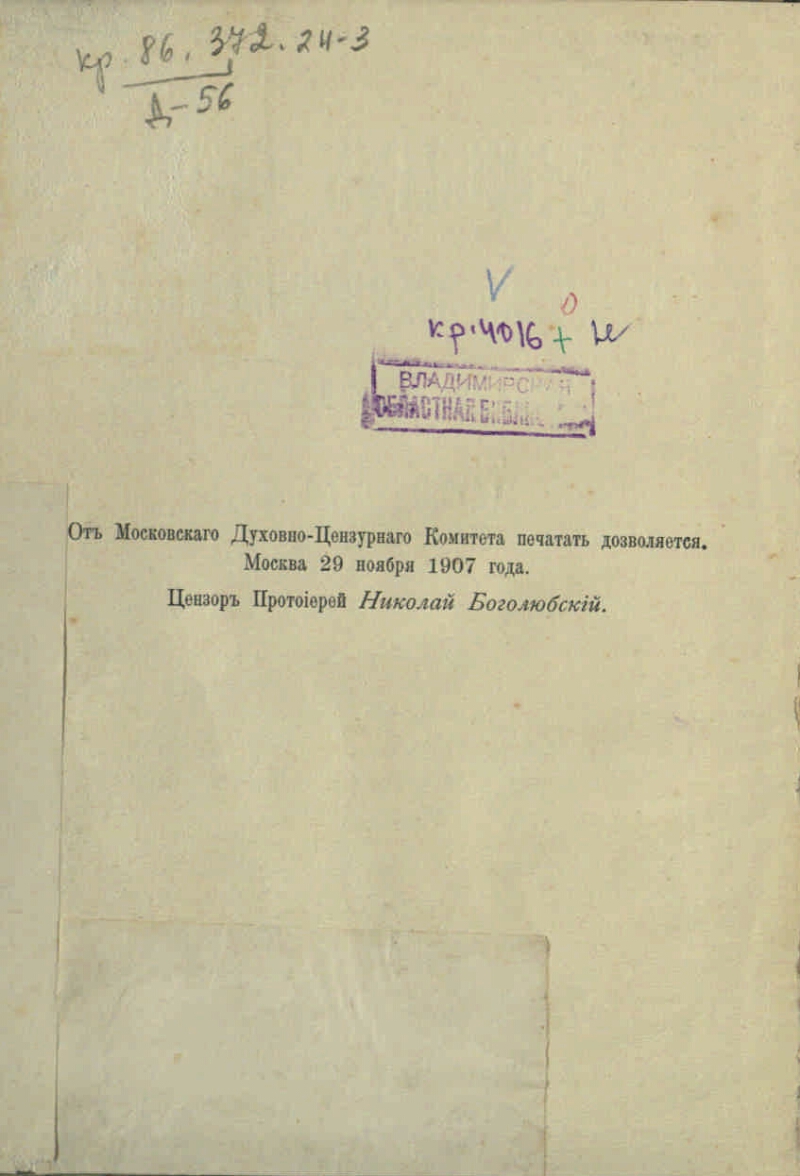 кр 86.372.24-3
Д-56
V
0
кр.4016 + и
ВЛАДИМИРСКАЯ
ОБЛАСТНАЯ
Отъ Московскаго Духовно-Цензурнаго Комитета печатать дозволяется.
Москва 29 ноября 1907 года.
Цензоръ Протоіерей Николай Боголюбскій.